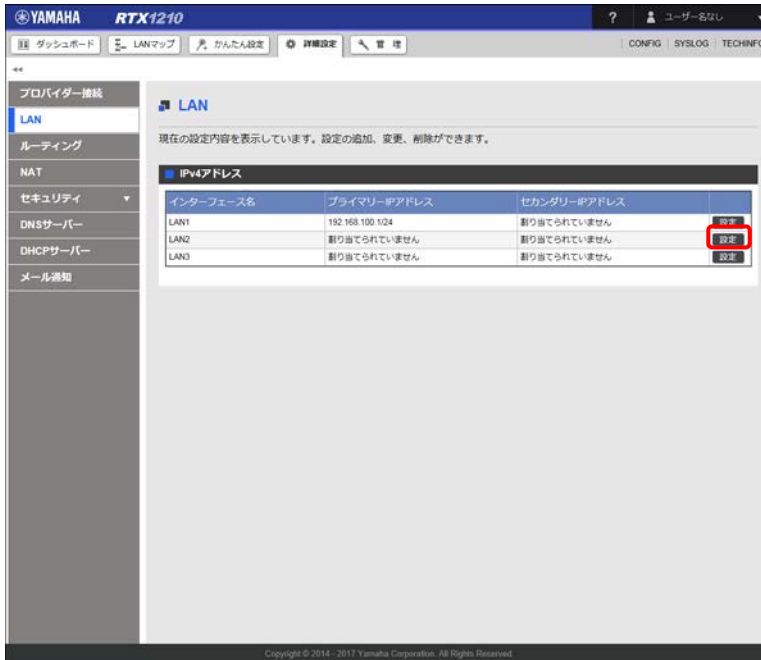 YAMAHA RTX1210 ? ユーザー名なし
ダッシュボード LANマップ かんたん設定 詳細設定 管理 CONFIG SYSLOG TECHINFO
プロバイダー接続
LAN
ルーティング
NAT
セキュリティ
DNSサーバー
DHCPサーバー
メール通知
LAN
現在の設定内容を表示しています。設定の追加、変更、削除ができます。
IPv4アドレス
インターフェース名 プライマリーIPアドレス セカンダリーIPアドレス
LAN1 192.168.100.1/24 割り当てられていません 設定
LAN2 割り当てられていません 割り当てられていません 設定
LAN3 割り当てられていません 割り当てられていません 設定
Copyright © 2014 - 2017 Yamaha Corporation. All Rights Reserved.